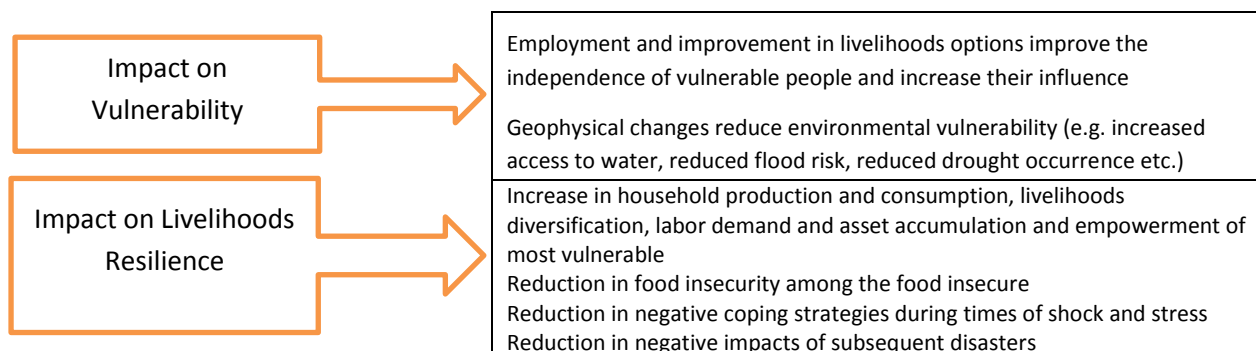 Impact on
Vulnerability
Employment and improvement in livelihoods options improve the
independence of vulnerable people and increase their influence
Geophysical changes reduce environmental vulnerability (e.g. increased
access to water, reduced flood risk, reduced drought occurrence etc.)
Impact on Livelihoods
Resilience
Increase in household production and consumption, livelihoods
diversification, labor demand and asset accumulation and empowerment of
most vulnerable
Reduction in food insecurity among the food insecure
Reduction in negative coping strategies during times of shock and stress
Reduction in negative impacts of subsequent disasters